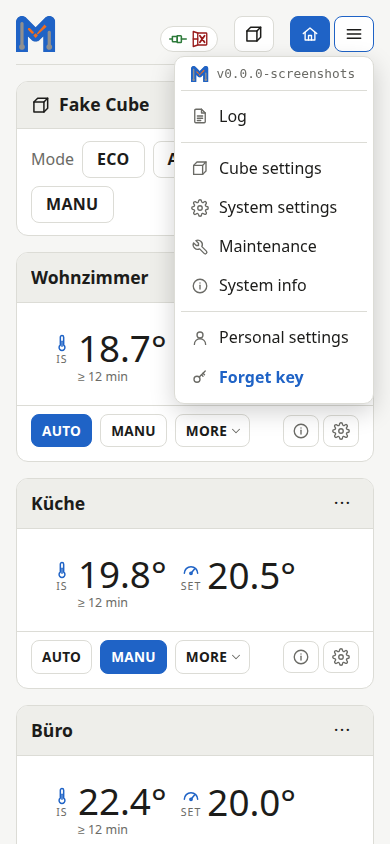 v0.0.0-screenshots
Log
Cube settings
System settings
Maintenance
System info
Personal settings
Forget key
Fake Cube
Mode ECO
MANU
Wohnzimmer
18.7°
IS
≥ 12 min
AUTO MANU MORE
Küche ...
19.8° 20.5°
IS SET
≥ 12 min
AUTO MANU MORE
Büro ...
22.4° 20.0°
IS SET
≥ 12 min